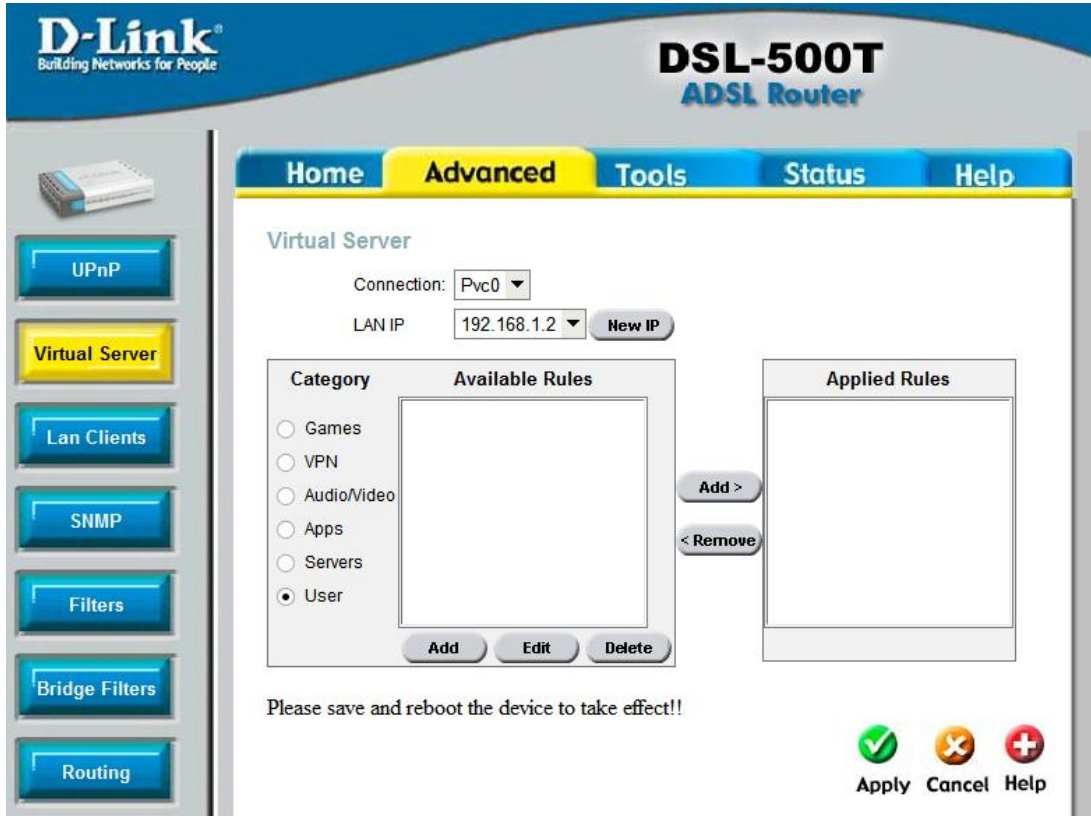 D-Link
Building Networks for People
DSL-500T
ADSL Router
Home
Advanced
Tools
Status
Help
UPnP
Virtual Server
Lan Clients
SNMP
Filters
Bridge Filters
Routing
Virtual Server
Connection: Pvc0
LAN IP 192.168.1.2 New IP
Category Available Rules
Games
VPN
Audio/Video
Apps
Servers
User
Add Edit Delete
Add >
< Remove
Applied Rules
Please save and reboot the device to take effect!!
Apply Cancel Help